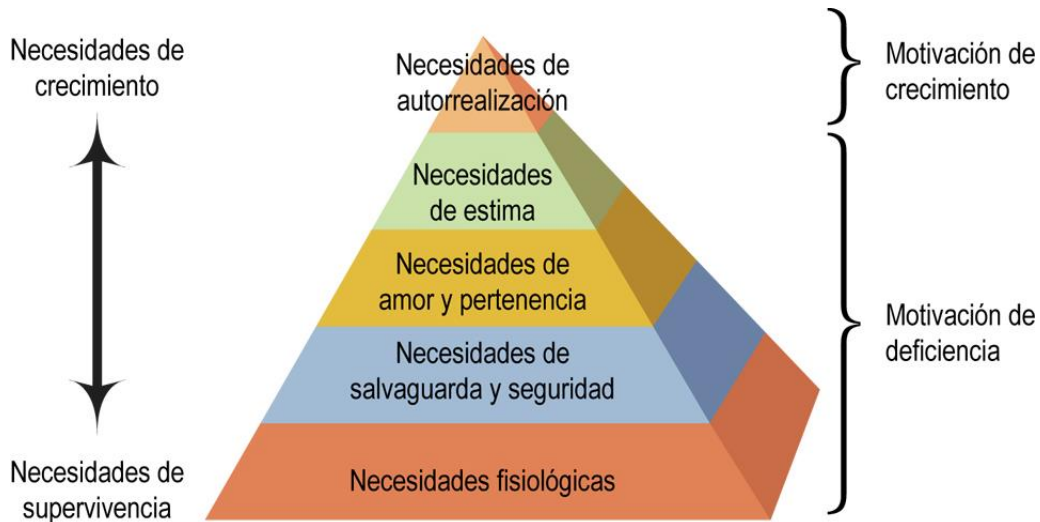 Necesidades de
crecimiento
Necesidades de
autorrealización
Motivación de
crecimiento
Necesidades
de estima
Necesidades de
amor y pertenencia
Necesidades de
salvaguarda y seguridad
Motivación de
deficiencia
Necesidades de
supervivencia
Necesidades fisiológicas